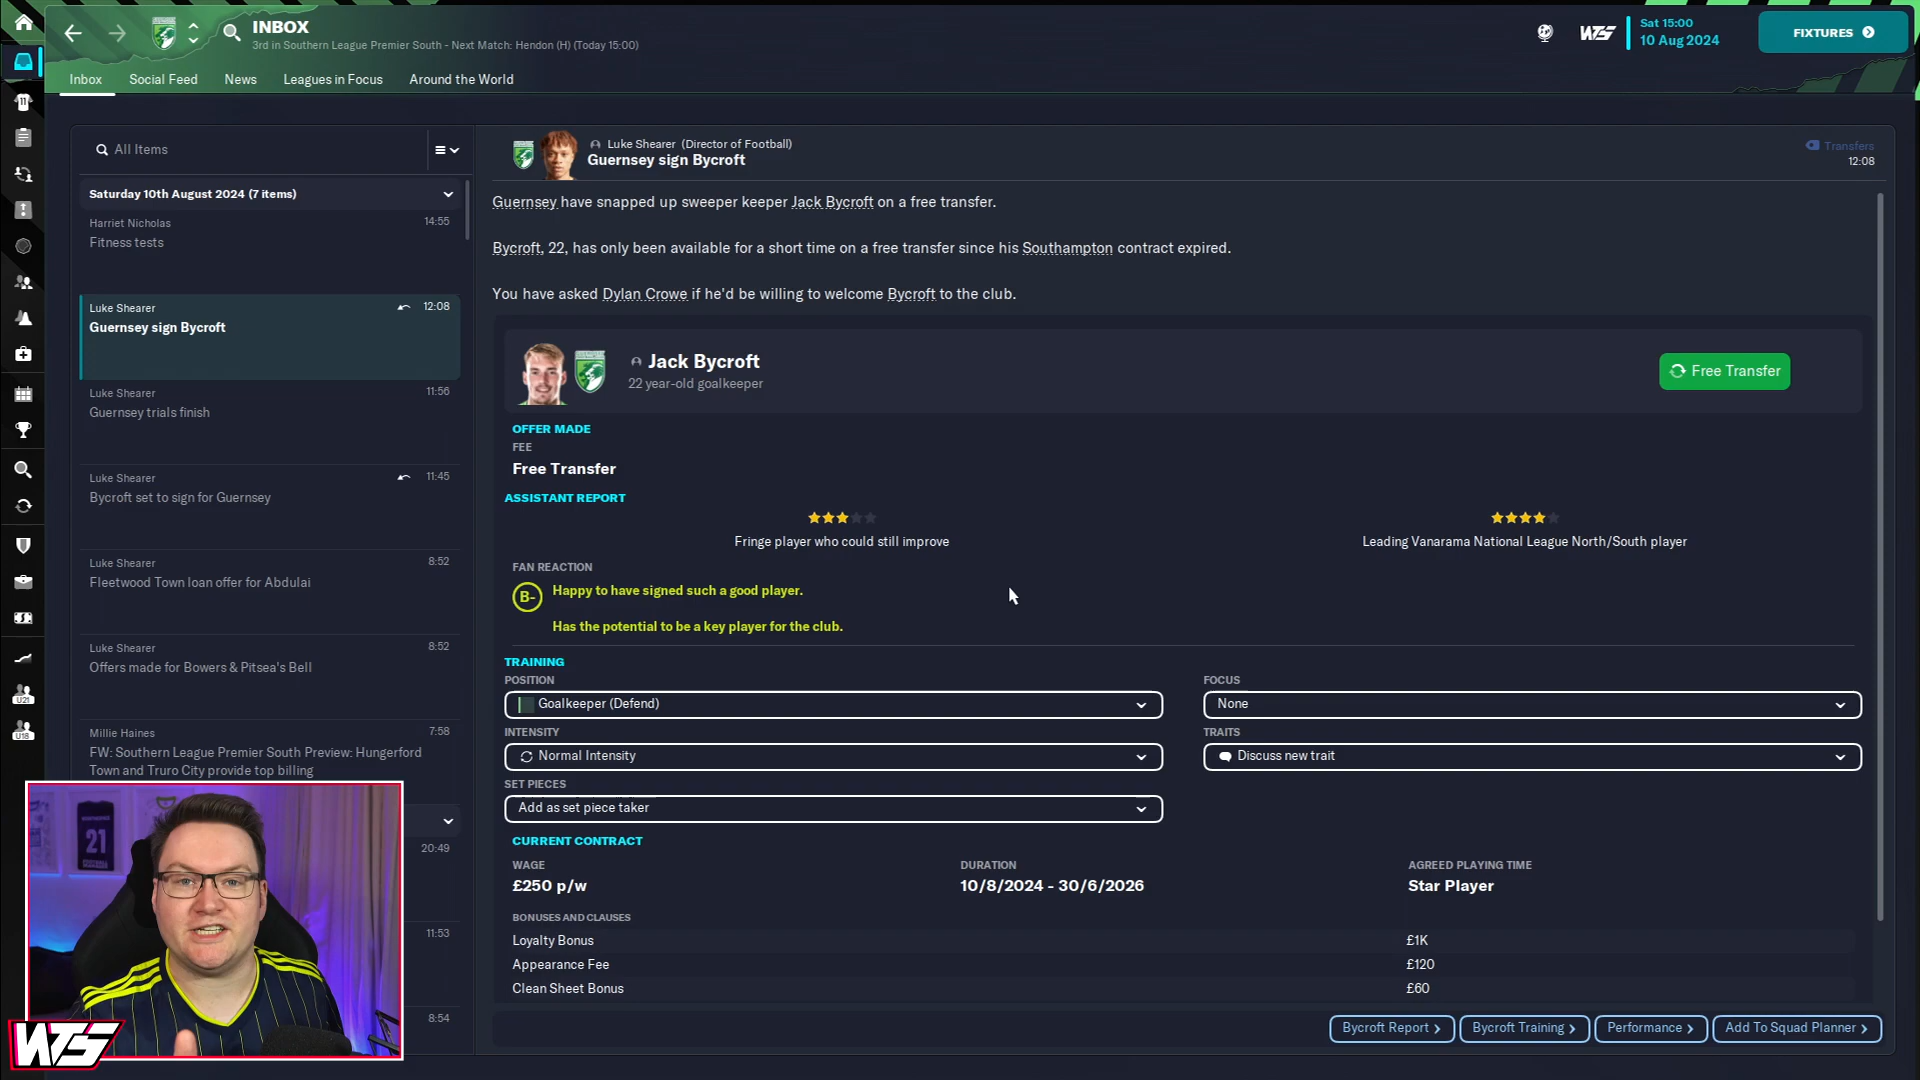 INBOX
3rd in Southern League Premier South - Next Match: Hendon (H) (Today 15:00)
WTS
Sat 15:00
10 Aug 2024
FIXTURES
Inbox
Social Feed
News
Leagues in Focus
Around the World
All Items
Saturday 10th August 2024 (7 items)
Harriet Nicholas
14:55
Fitness tests
Luke Shearer
12:08
Guernsey sign Bycroft
Luke Shearer
11:56
Guernsey trials finish
Luke Shearer
11:45
Bycroft set to sign for Guernsey
Luke Shearer
8:52
Fleetwood Town loan offer for Abdulai
Luke Shearer
8:52
Offers made for Bowers & Pitsea's Bell
Millie Haines
7:58
FW: Southern League Premier South Preview: Hungerford
Town and Truro City provide top billing
20:49
11:53
8:54
11
U21
U18
21
WTS
Luke Shearer (Director of Football)
Guernsey sign Bycroft
Transfers
12:08
Guernsey have snapped up sweeper keeper Jack Bycroft on a free transfer.
Bycroft, 22, has only been available for a short time on a free transfer since his Southampton contract expired.
You have asked Dylan Crowe if he'd be willing to welcome Bycroft to the club.
Jack Bycroft
22 year-old goalkeeper
Free Transfer
OFFER MADE
FEE
Free Transfer
ASSISTANT REPORT
Fringe player who could still improve
Leading Vanarama National League North/South player
FAN REACTION
B-
Happy to have signed such a good player.
Has the potential to be a key player for the club.
TRAINING
POSITION
Goalkeeper (Defend)
FOCUS
None
INTENSITY
Normal Intensity
TRAITS
Discuss new trait
SET PIECES
Add as set piece taker
CURRENT CONTRACT
WAGE
£250 p/w
DURATION
10/8/2024 - 30/6/2026
AGREED PLAYING TIME
Star Player
BONUSES AND CLAUSES
Loyalty Bonus
£1K
Appearance Fee
£120
Clean Sheet Bonus
£60
Bycroft Report
Bycroft Training
Performance
Add To Squad Planner